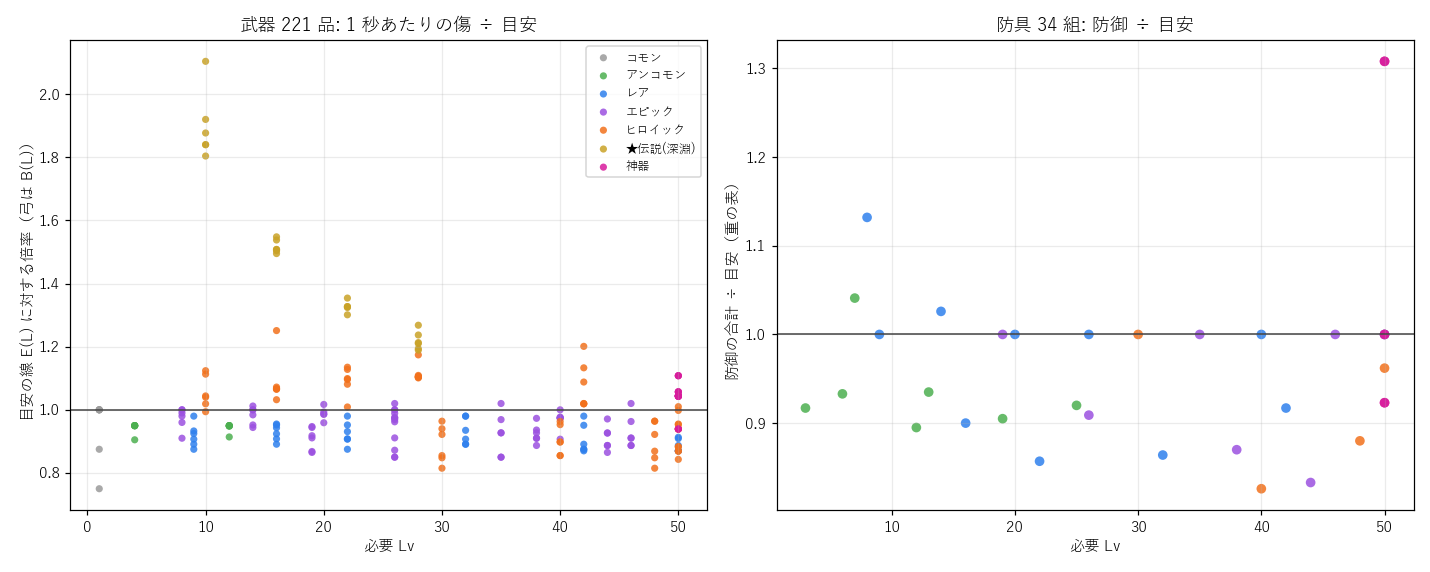 武器 221 品: 1 秒あたりの傷 ÷ 目安
目安の線 E(L) に対する倍率 (弓は B(L))
2.0
1.8
1.6
1.4
1.2
1.0
0.8
0
10
20
30
40
50
必要 Lv
コモン
アンコモン
レア
エピック
ヒロイック
★伝説(深淵)
神器
防具 34 組: 防御 ÷ 目安
防御の合計 ÷ 目安 (重の表)
1.3
1.2
1.1
1.0
0.9
10
20
30
40
50
必要 Lv